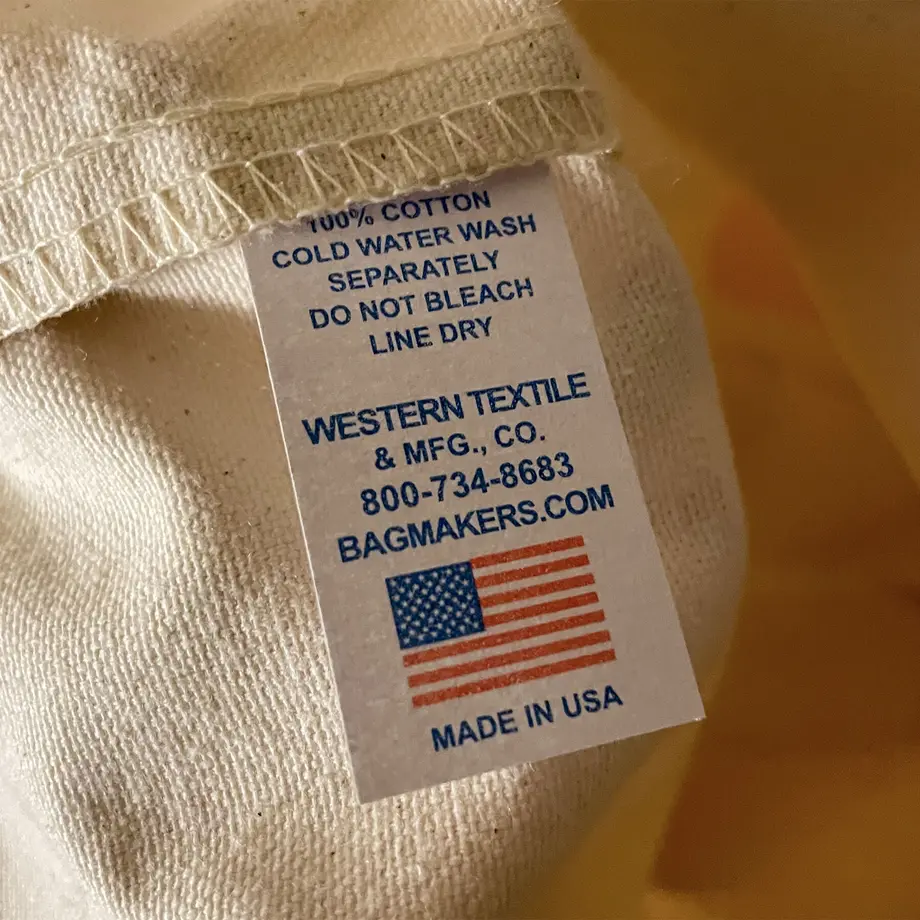 100% COTTON
COLD WATER WASH
SEPARATELY
DO NOT BLEACH
LINE DRY
WESTERN TEXTILE
& MFG., CO.
800-734-8683
BAGMAKERS.COM
MADE IN USA